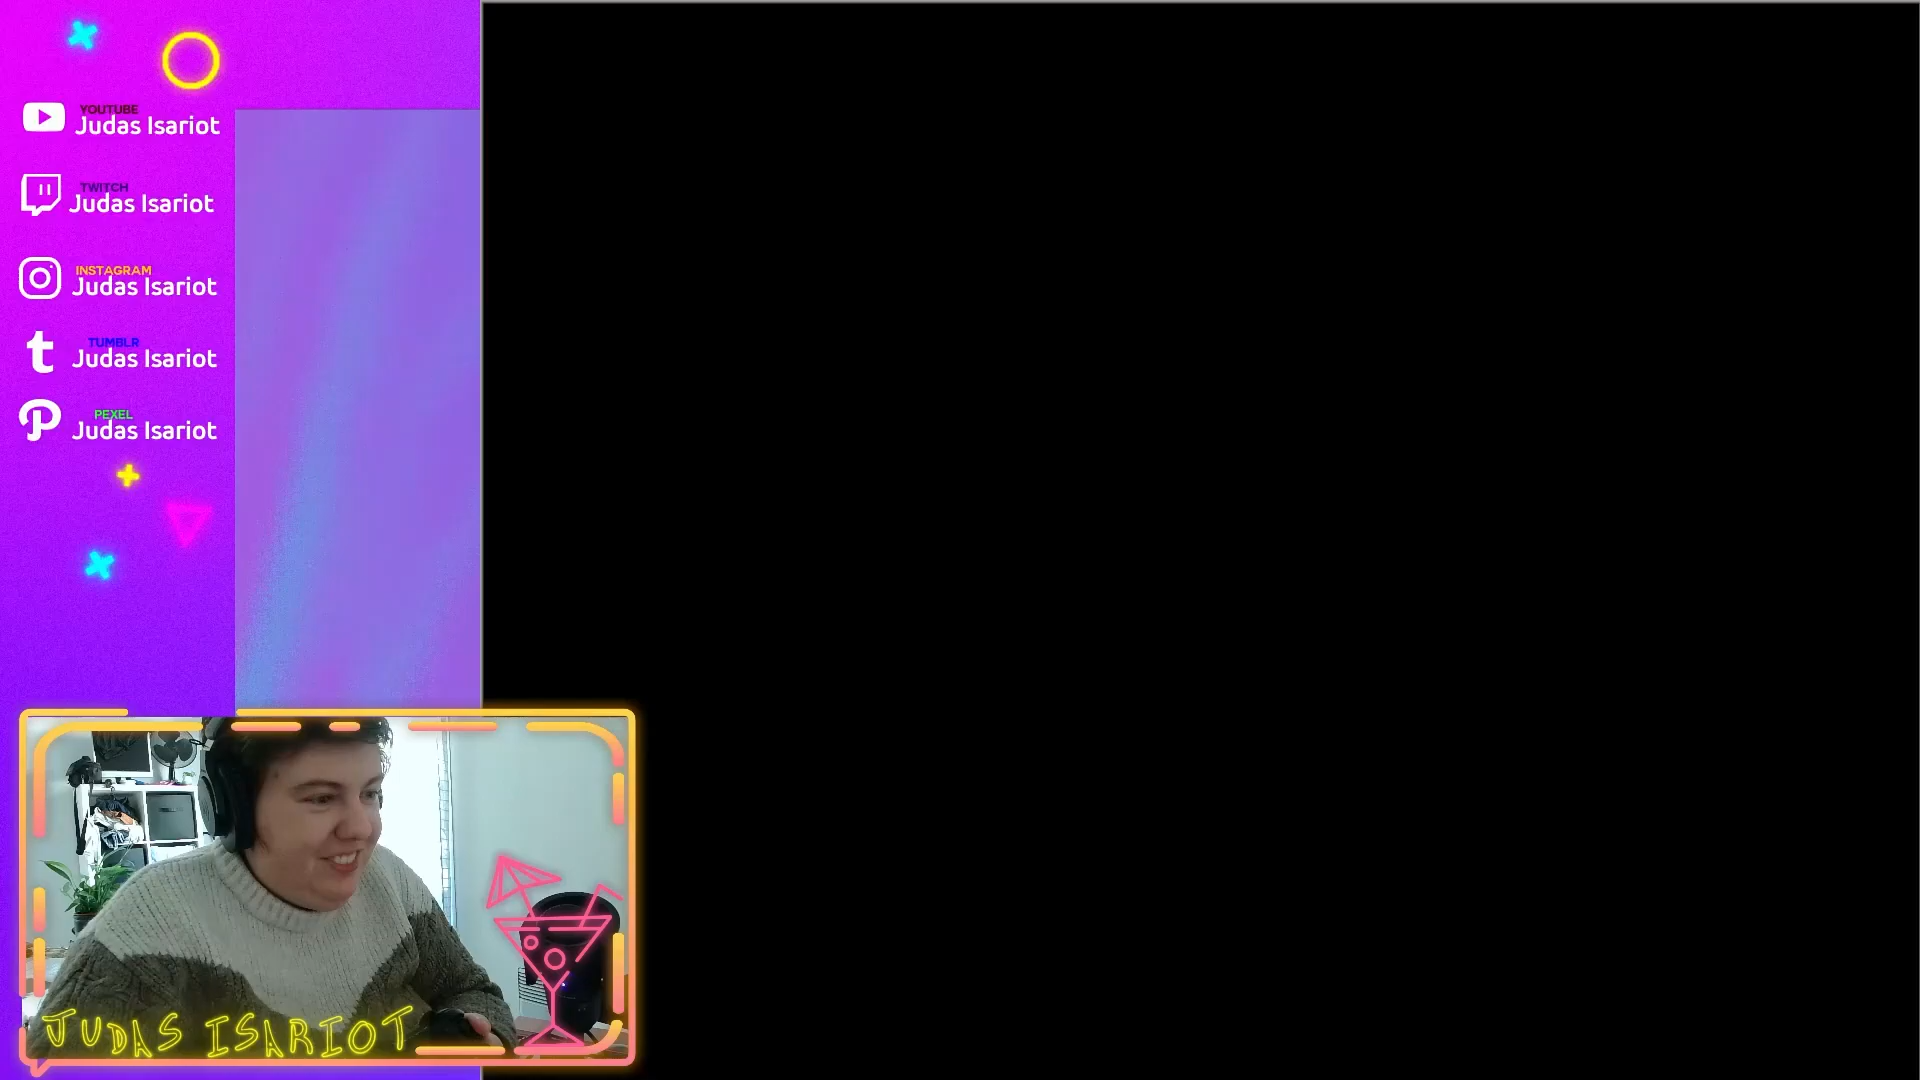 YOUTUBE
Judas Isariot
TWITCH
Judas Isariot
INSTAGRAM
Judas Isariot
t
TUMBLR
Judas Isariot
PEXEL
Judas Isariot
JUDAS ISARIOT